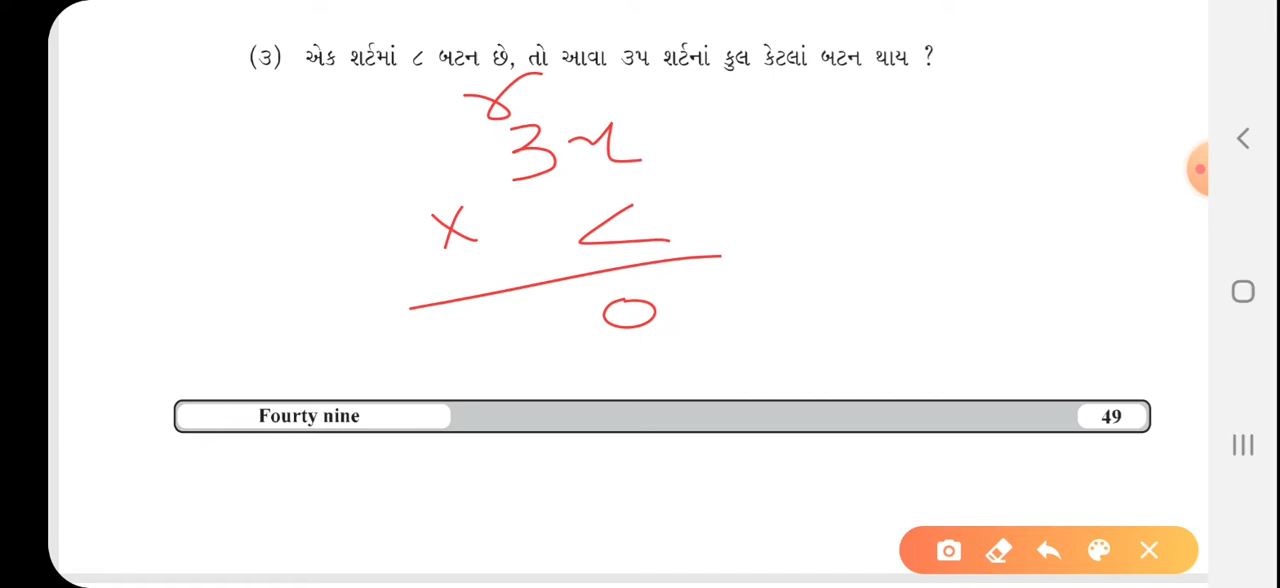 (૩) એક શર્ટમાં ૮ બટન છે, તો આવા ૩૫ શર્ટનાં કુલ કેટલાં બટન થાય ?
૪
૩૫
× ૮
૦
Fourty nine 49